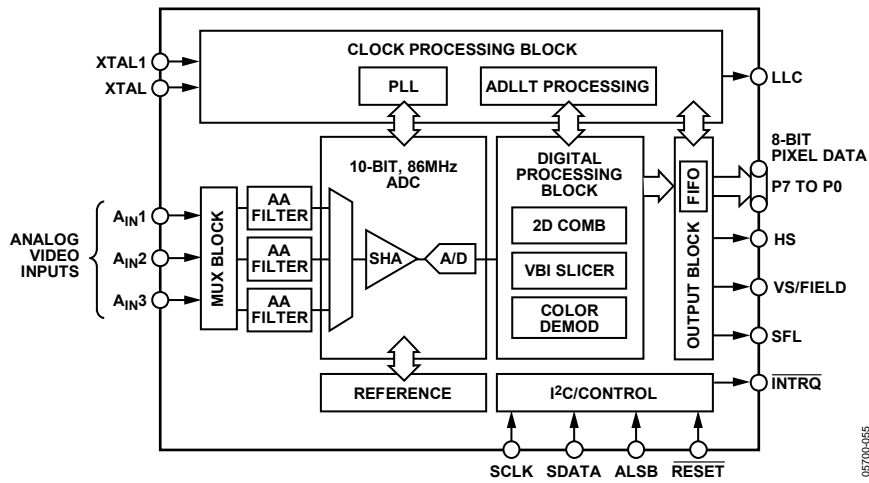 CLOCK PROCESSING BLOCK
XTAL1
XTAL
PLL
ADLLT PROCESSING
LLC
10-BIT, 86MHz
ADC
DIGITAL
PROCESSING
BLOCK
2D COMB
VBI SLICER
COLOR
DEMOD
OUTPUT BLOCK
FIFO
8-BIT
PIXEL DATA
P7 TO P0
ANALOG
VIDEO
INPUTS
AIN1
AIN2
AIN3
MUX BLOCK
AA
FILTER
AA
FILTER
AA
FILTER
SHA
A/D
HS
VS/FIELD
SFL
REFERENCE
I2C/CONTROL
INTRQ
SCLK
SDATA
ALSB
RESET
05700-055